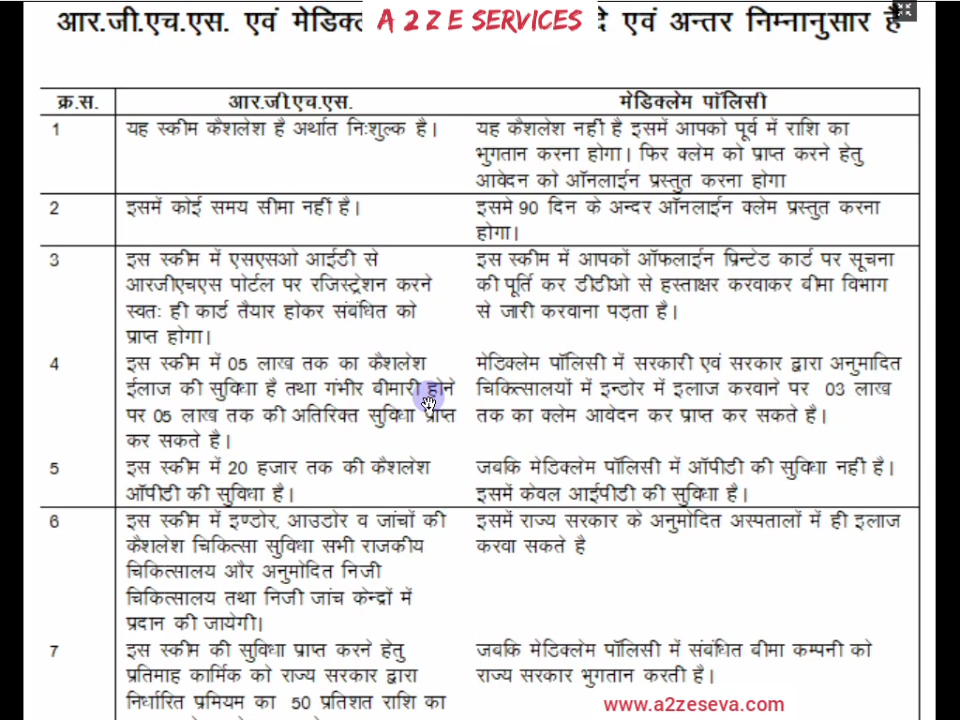 आर.जी.एच.एस. एवं मेडिक्ल
A 2 Z E SERVICES
एवं अन्तर निम्नानुसार है
क्र.स. आर.जी.एच.एस. मेडिक्लेम पॉलिसी
1 यह स्कीम कैशलेश है अर्थात निःशुल्क है। यह कैशलेश नहीं है इसमें आपको पूर्व में राशि का
भुगतान करना होगा। फिर क्लेम को प्राप्त करने हेतु
आवेदन को ऑनलाईन प्रस्तुत करना होगा
2 इसमें कोई समय सीमा नहीं है। इसमे 90 दिन के अन्दर ऑनलाईन क्लेम प्रस्तुत करना
होगा।
3 इस स्कीम में एसएसओ आईडी से इस स्कीम में आपकों ऑफलाईन प्रिन्टेड कार्ड पर सूचना
आरजीएचएस पोर्टल पर रजिस्ट्रेशन करने की पूर्ति कर डीडीओ से हस्ताक्षर करवाकर बीमा विभाग
स्वतः ही कार्ड तैयार होकर संबंधित को से जारी करवाना पड़ता है।
प्राप्त होगा।
4 इस स्कीम में 05 लाख तक का कैशलेश मेडिक्लेम पॉलिसी में सरकारी एवं सरकार द्वारा अनुमादित
ईलाज की सुविधा है तथा गंभीर बीमारी होने चिकित्सालयों में इन्डोर में इलाज करवाने पर 03 लाख
पर 05 लाख तक की अतिरिक्त सुविधा प्राप्त तक का क्लेम आवेदन कर प्राप्त कर सकते है।
कर सकते है।
5 इस स्कीम में 20 हजार तक की कैशलेश जबकि मेडिक्लेम पॉलिसी में ऑपीडी की सुविधा नहीं है।
ऑपीडी की सुविधा है। इसमें केवल आईपीडी की सुविधा है।
6 इस स्कीम में इण्डोर, आउडोर व जांचों की इसमें राज्य सरकार के अनुमोदित अस्पतालों में ही इलाज
कैशलेश चिकित्सा सुविधा सभी राजकीय करवा सकते है
चिकित्सालय और अनुमोदित निजी
चिकित्सालय तथा निजी जांच केन्द्रों में
प्रदान की जायेगी।
7 इस स्कीम की सुविधा प्राप्त करने हेतु जबकि मेडिक्लेम पॉलिसी में संबंधित बीमा कम्पनी को
प्रतिमाह कार्मिक को राज्य सरकार द्वारा राज्य सरकार भुगतान करती है।
निर्धारित प्रमियम का 50 प्रतिशत राशि का
www.a2zeseva.com